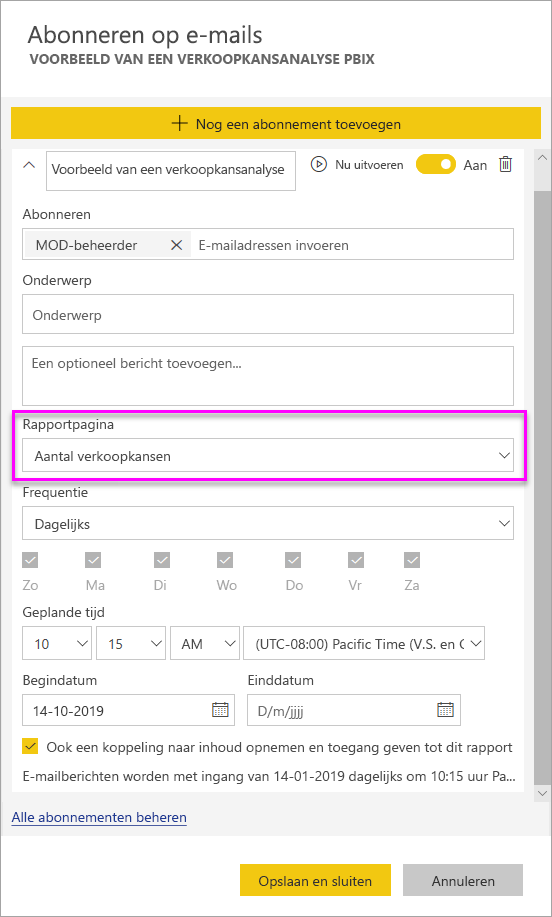 Abonneren op e-mails
VOORBEELD VAN EEN VERKOOPKANSANALYSE PBIX
Nog een abonnement toevoegen
Voorbeeld van een verkoopkansanalyse Nu uitvoeren Aan
Abonneren
MOD-beheerder E-mailadressen invoeren
Onderwerp
Onderwerp
Een optioneel bericht toevoegen...
Rapportpagina
Aantal verkoopkansen
Frequentie
Dagelijks
Zo Ma Di Wo Do Vr Za
Geplande tijd
10 15 AM (UTC-08:00) Pacific Time (V.S. en C
Begindatum Einddatum
14-10-2019 D/m/jjjj
Ook een koppeling naar inhoud opnemen en toegang geven tot dit rapport
E-mailberichten worden met ingang van 14-01-2019 dagelijks om 10:15 uur Pa...
Alle abonnementen beheren
Opslaan en sluiten Annuleren